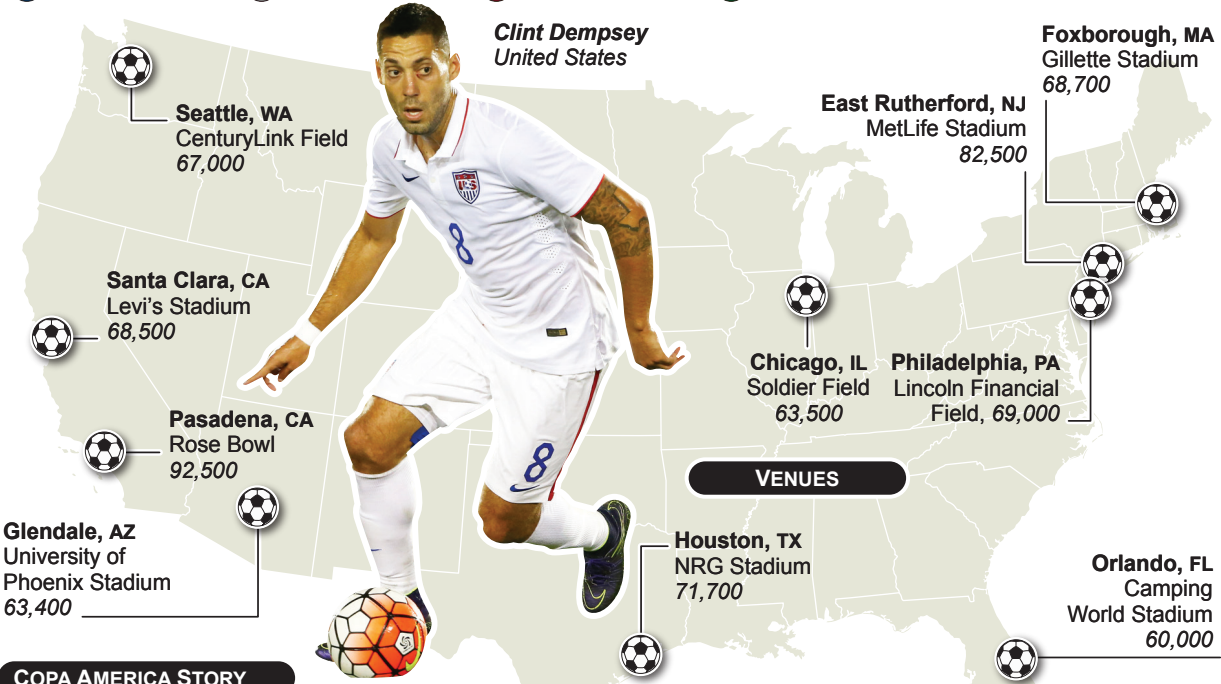 Clint Dempsey
United States
Foxborough, MA
Gillette Stadium
68,700
East Rutherford, NJ
MetLife Stadium
82,500
Seattle, WA
CenturyLink Field
67,000
Santa Clara, CA
Levi's Stadium
68,500
Chicago, IL
Soldier Field
63,500
Philadelphia, PA
Lincoln Financial
Field, 69,000
Pasadena, CA
Rose Bowl
92,500
VENUES
Glendale, AZ
University of
Phoenix Stadium
63,400
Houston, TX
NRG Stadium
71,700
Orlando, FL
Camping
World Stadium
60,000
COPA AMERICA STORY
US
8
8